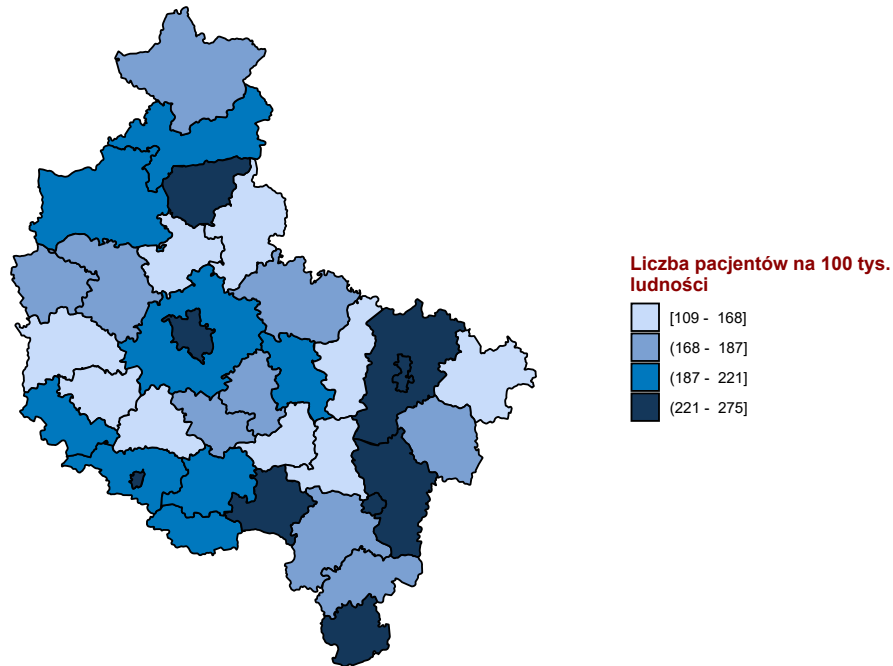 Liczba pacjentów na 100 tys.
ludności
[109 - 168]
(168 - 187]
(187 - 221]
(221 - 275]